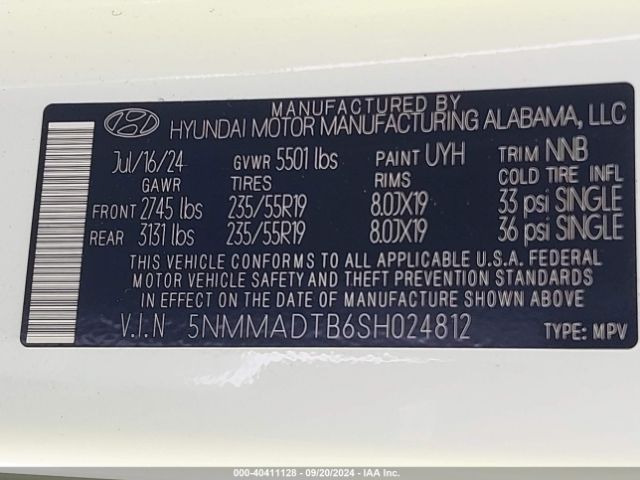 MANUFACTURED BY
HYUNDAI MOTOR MANUFACTURING ALABAMA, LLC
Jul/16/24 GVWR 5501 lbs PAINT UYH TRIM NNB
GAWR TIRES RIMS COLD TIRE INFL
FRONT 2745 lbs 235/55R19 8.0JX19 33 psi SINGLE
REAR 3131 lbs 235/55R19 8.0JX19 36 psi SINGLE
THIS VEHICLE CONFORMS TO ALL APPLICABLE U.S.A. FEDERAL
MOTOR VEHICLE SAFETY AND THEFT PREVENTION STANDARDS
IN EFFECT ON THE DATE OF MANUFACTURE SHOWN ABOVE
V.I.N 5NMMADTB6SH024812 TYPE: MPV
© - 40411128 - 09/20/2024 - IAAI.COM